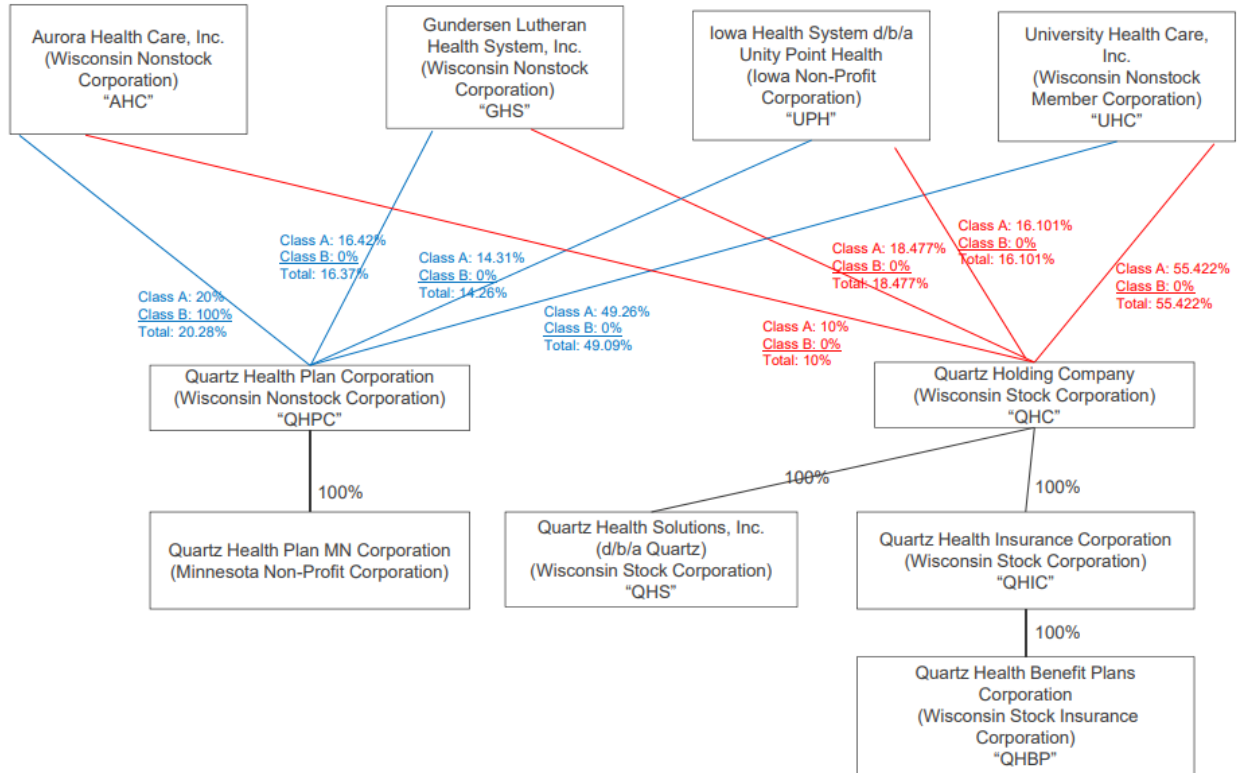 Aurora Health Care, Inc.
(Wisconsin Nonstock
Corporation)
“AHC”
Gundersen Lutheran
Health System, Inc.
(Wisconsin Nonstock
Corporation)
“GHS”
Iowa Health System d/b/a
Unity Point Health
(Iowa Non-Profit
Corporation)
“UPH”
University Health Care,
Inc.
(Wisconsin Nonstock
Member Corporation)
“UHC”
Class A: 20%
Class B: 100%
Total: 20.28%
Class A: 16.42%
Class B: 0%
Total: 16.37%
Class A: 14.31%
Class B: 0%
Total: 14.26%
Class A: 49.26%
Class B: 0%
Total: 49.09%
Class A: 10%
Class B: 0%
Total: 10%
Class A: 18.477%
Class B: 0%
Total: 18.477%
Class A: 16.101%
Class B: 0%
Total: 16.101%
Class A: 55.422%
Class B: 0%
Total: 55.422%
Quartz Health Plan Corporation
(Wisconsin Nonstock Corporation)
“QHPC”
Quartz Holding Company
(Wisconsin Stock Corporation)
“QHC”
100%
100%
100%
Quartz Health Plan MN Corporation
(Minnesota Non-Profit Corporation)
Quartz Health Solutions, Inc.
(d/b/a Quartz)
(Wisconsin Stock Corporation)
“QHS”
Quartz Health Insurance Corporation
(Wisconsin Stock Corporation)
“QHIC”
100%
Quartz Health Benefit Plans
Corporation
(Wisconsin Stock Insurance
Corporation)
“QHBP”